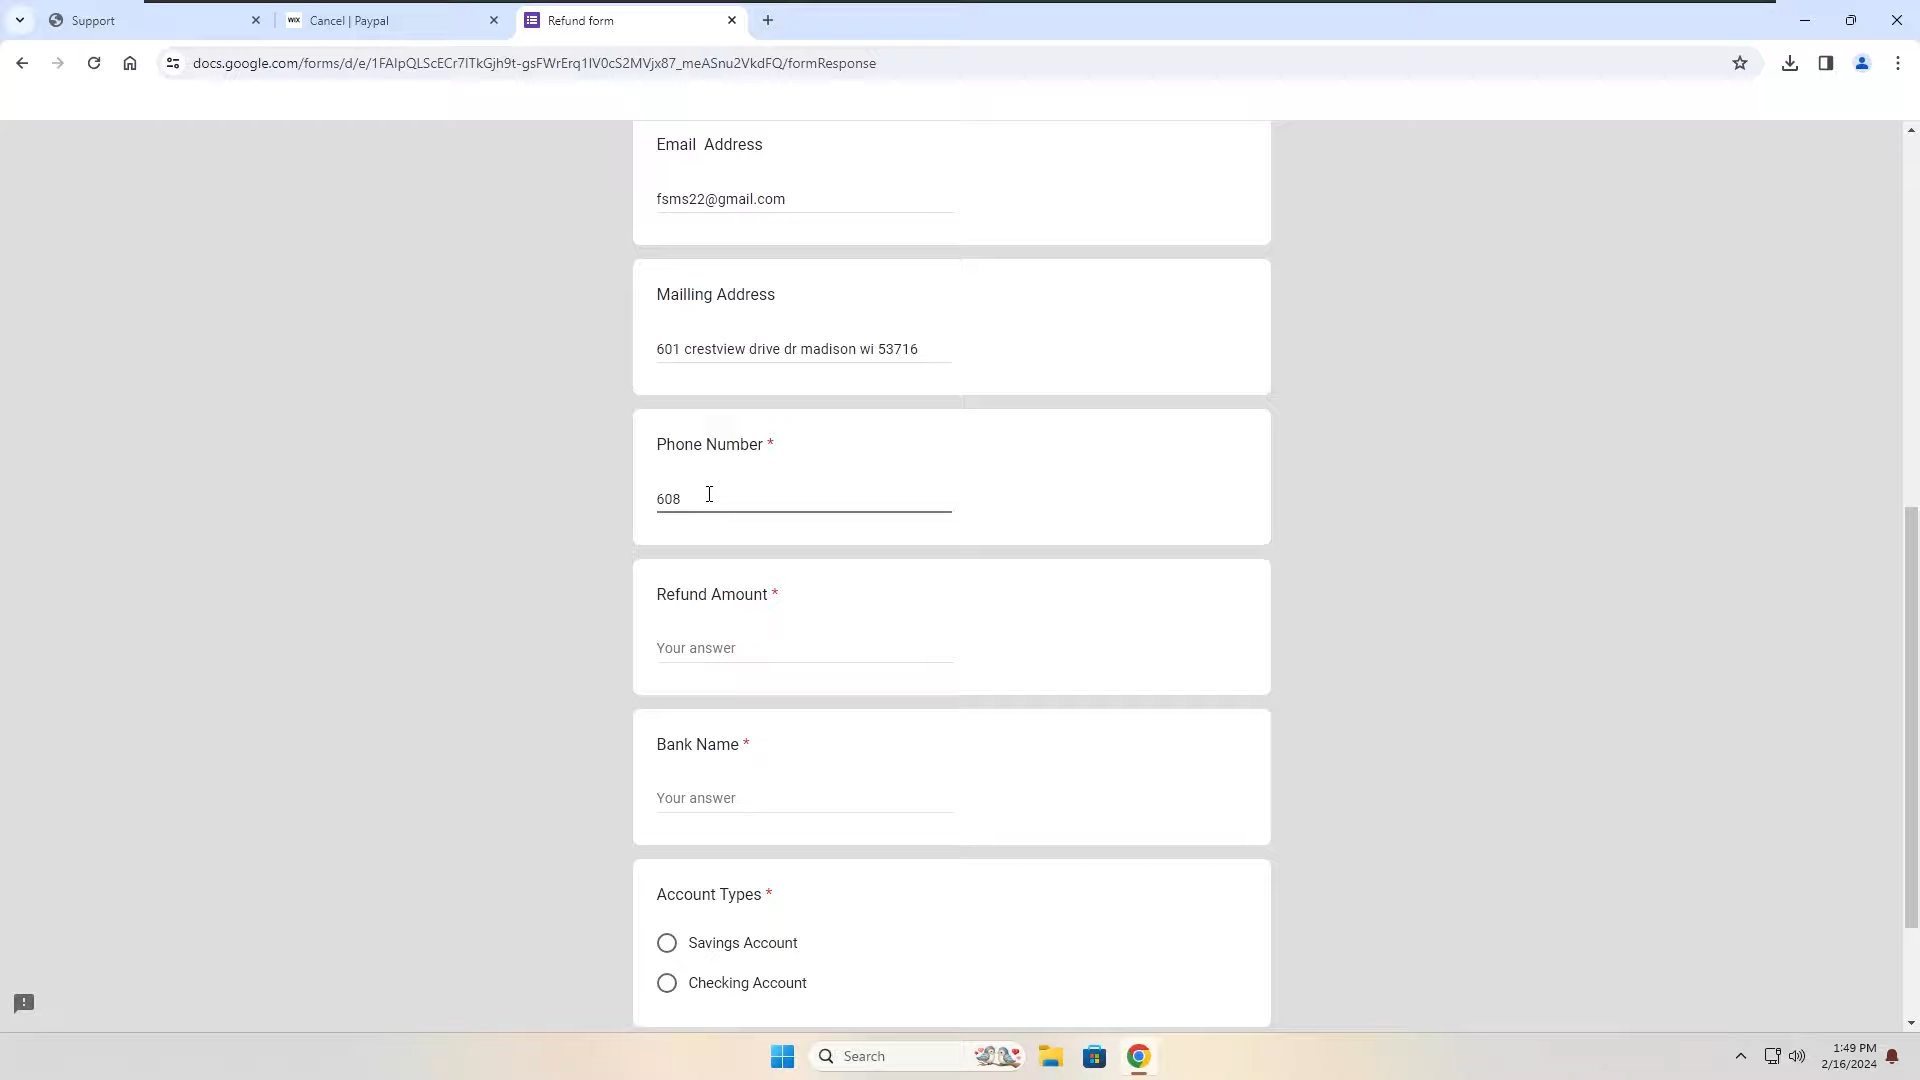 Support
WIX Cancel | Paypal
Refund form
docs.google.com/forms/d/e/1FAIpQLScECr7ITkGjh9t-gsFWrErq1IV0cS2MVjx87_meASnu2VkdFQ/formResponse
Email Address
fsms22@gmail.com
Mailling Address
601 crestview drive dr madison wi 53716
Phone Number *
608
Refund Amount *
Your answer
Bank Name *
Your answer
Account Types *
Savings Account
Checking Account
Search
1:49 PM
2/16/2024